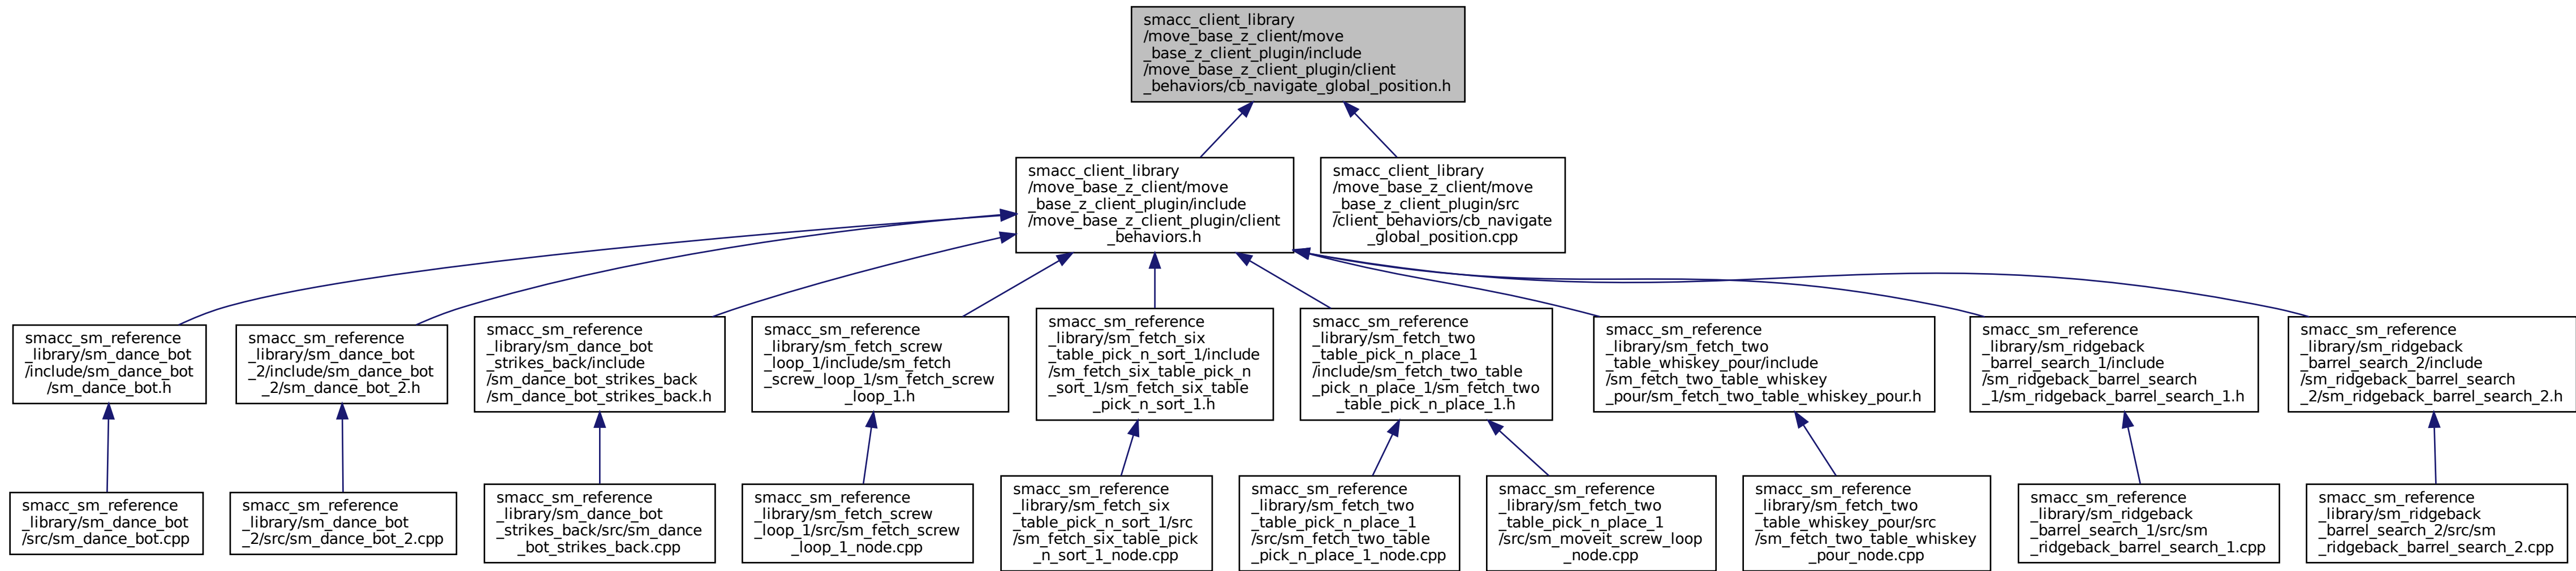 smacc_client_library
/move_base_z_client/move
_base_z_client_plugin/include
/move_base_z_client_plugin/client
_behaviors/cb_navigate_global_position.h
smacc_client_library
/move_base_z_client/move
_base_z_client_plugin/include
/move_base_z_client_plugin/client
_behaviors.h
smacc_client_library
/move_base_z_client/move
_base_z_client_plugin/src
/client_behaviors/cb_navigate
_global_position.cpp
smacc_sm_reference
_library/sm_dance_bot
/include/sm_dance_bot
/sm_dance_bot.h
smacc_sm_reference
_library/sm_dance_bot
_2/include/sm_dance_bot
_2/sm_dance_bot_2.h
smacc_sm_reference
_library/sm_dance_bot
_strikes_back/include
/sm_dance_bot_strikes_back
/sm_dance_bot_strikes_back.h
smacc_sm_reference
_library/sm_fetch_screw
_loop_1/include/sm_fetch
_screw_loop_1/sm_fetch_screw
_loop_1.h
smacc_sm_reference
_library/sm_fetch_six
_table_pick_n_sort_1/include
/sm_fetch_six_table_pick_n
_sort_1/sm_fetch_six_table
_pick_n_sort_1.h
smacc_sm_reference
_library/sm_fetch_two
_table_pick_n_place_1
/include/sm_fetch_two_table
_pick_n_place_1/sm_fetch_two
_table_pick_n_place_1.h
smacc_sm_reference
_library/sm_fetch_two
_table_whiskey_pour/include
/sm_fetch_two_table_whiskey
_pour/sm_fetch_two_table_whiskey_pour.h
smacc_sm_reference
_library/sm_ridgeback
_barrel_search_1/include
/sm_ridgeback_barrel_search
_1/sm_ridgeback_barrel_search_1.h
smacc_sm_reference
_library/sm_ridgeback
_barrel_search_2/include
/sm_ridgeback_barrel_search
_2/sm_ridgeback_barrel_search_2.h
smacc_sm_reference
_library/sm_dance_bot
/src/sm_dance_bot.cpp
smacc_sm_reference
_library/sm_dance_bot
_2/src/sm_dance_bot_2.cpp
smacc_sm_reference
_library/sm_dance_bot
_strikes_back/src/sm_dance
_bot_strikes_back.cpp
smacc_sm_reference
_library/sm_fetch_screw
_loop_1/src/sm_fetch_screw
_loop_1_node.cpp
smacc_sm_reference
_library/sm_fetch_six
_table_pick_n_sort_1/src
/sm_fetch_six_table_pick
_n_sort_1_node.cpp
smacc_sm_reference
_library/sm_fetch_two
_table_pick_n_place_1
/src/sm_fetch_two_table
_pick_n_place_1_node.cpp
smacc_sm_reference
_library/sm_fetch_two
_table_pick_n_place_1
/src/sm_moveit_screw_loop
_node.cpp
smacc_sm_reference
_library/sm_fetch_two
_table_whiskey_pour/src
/sm_fetch_two_table_whiskey
_pour_node.cpp
smacc_sm_reference
_library/sm_ridgeback
_barrel_search_1/src/sm
_ridgeback_barrel_search_1.cpp
smacc_sm_reference
_library/sm_ridgeback
_barrel_search_2/src/sm
_ridgeback_barrel_search_2.cpp